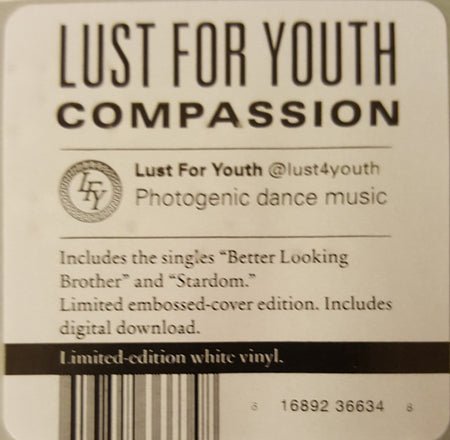 LUST FOR YOUTH
COMPASSION
LFY
Lust For Youth @lust4youth
Photogenic dance music
Includes the singles “Better Looking
Brother” and “Stardom.”
Limited embossed-cover edition. Includes
digital download.
Limited-edition white vinyl.
6 16892 36634 8